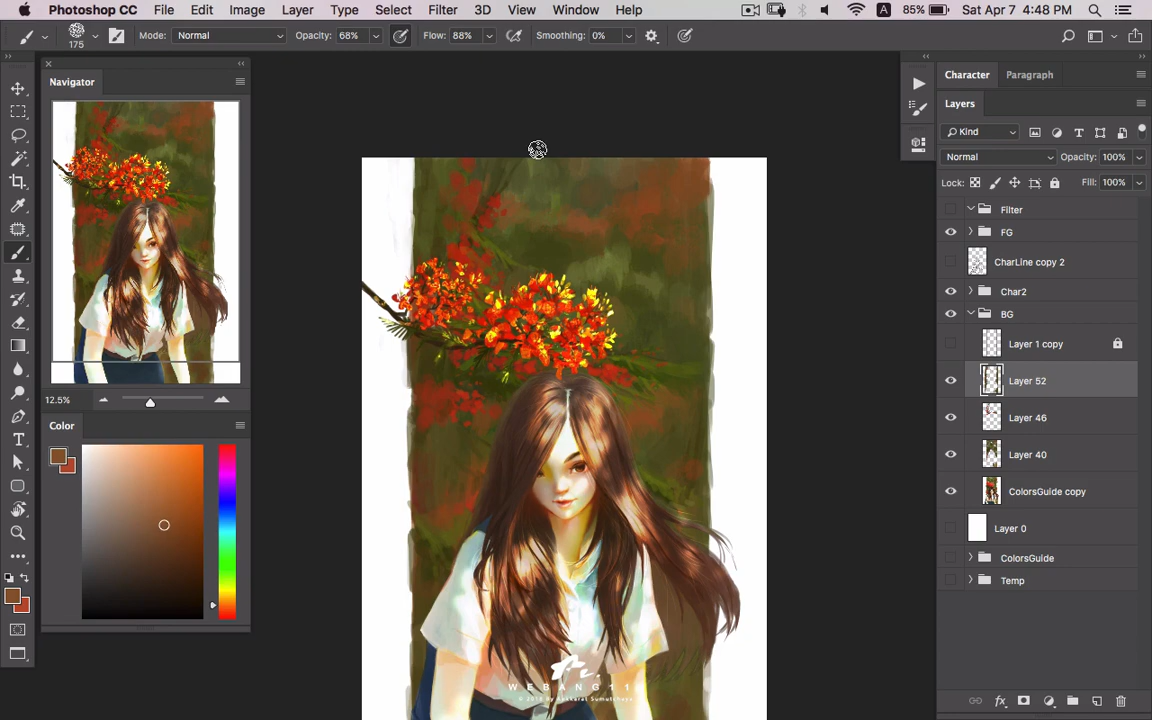 Photoshop CC File Edit Image Layer Type Select Filter 3D View Window Help A 85% Sat Apr 7 4:48 PM
175 Mode: Normal Opacity: 68% Flow: 88% Smoothing: 0%
Navigator
12.5%
Color
Character Paragraph
Layers
Kind
Normal Opacity: 100%
Lock: Fill: 100%
Filter
FG
CharLine copy 2
Char2
BG
Layer 1 copy
Layer 52
Layer 46
Layer 40
ColorsGuide copy
Layer 0
ColorsGuide
Temp
T
fx